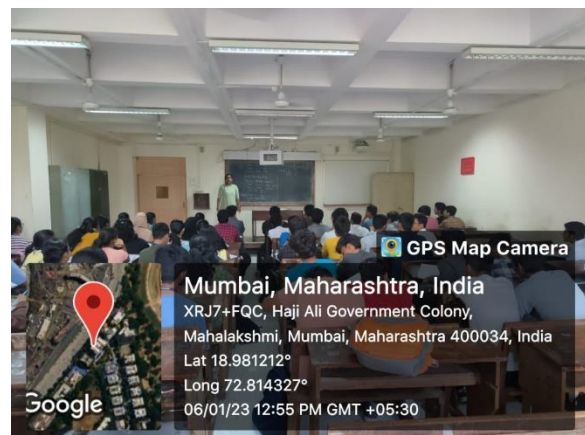 GPS Map Camera
Mumbai, Maharashtra, India
XRJ7+FQC, Haji Ali Government Colony,
Mahalakshmi, Mumbai, Maharashtra 400034, India
Lat 18.981212°
Long 72.814327°
06/01/23 12:55 PM GMT +05:30
Google